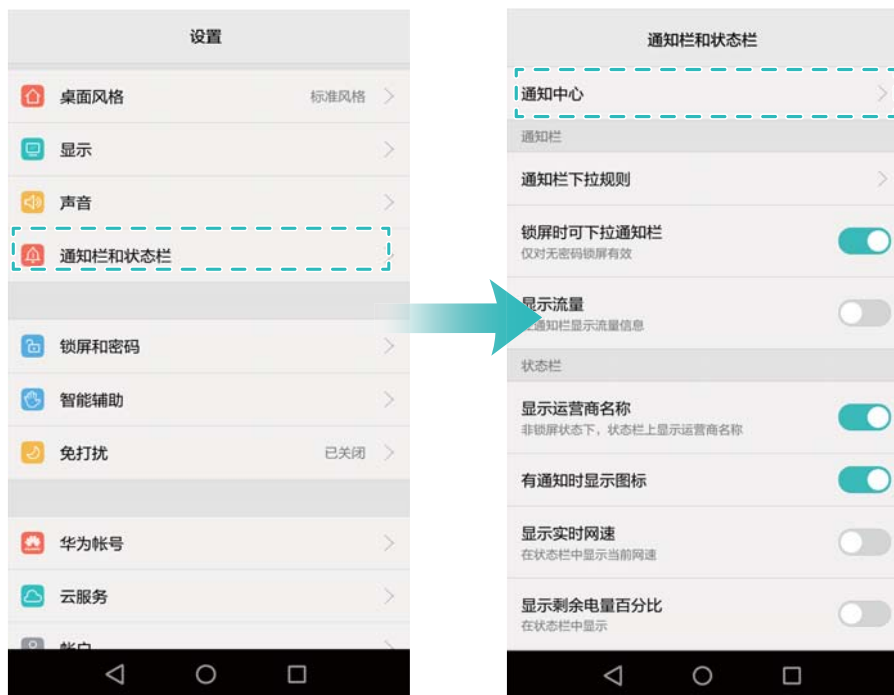 设置
桌面风格 标准风格
显示
声音
通知栏和状态栏
锁屏和密码
智能辅助
免打扰 已关闭
华为帐号
云服务
帐户
通知栏和状态栏
通知中心
通知栏
通知栏下拉规则
锁屏时可下拉通知栏
仅对无密码锁屏有效
显示流量
通知栏显示流量信息
状态栏
显示运营商名称
非锁屏状态下，状态栏上显示运营商名称
有通知时显示图标
显示实时网速
在状态栏中显示当前网速
显示剩余电量百分比
在状态栏中显示